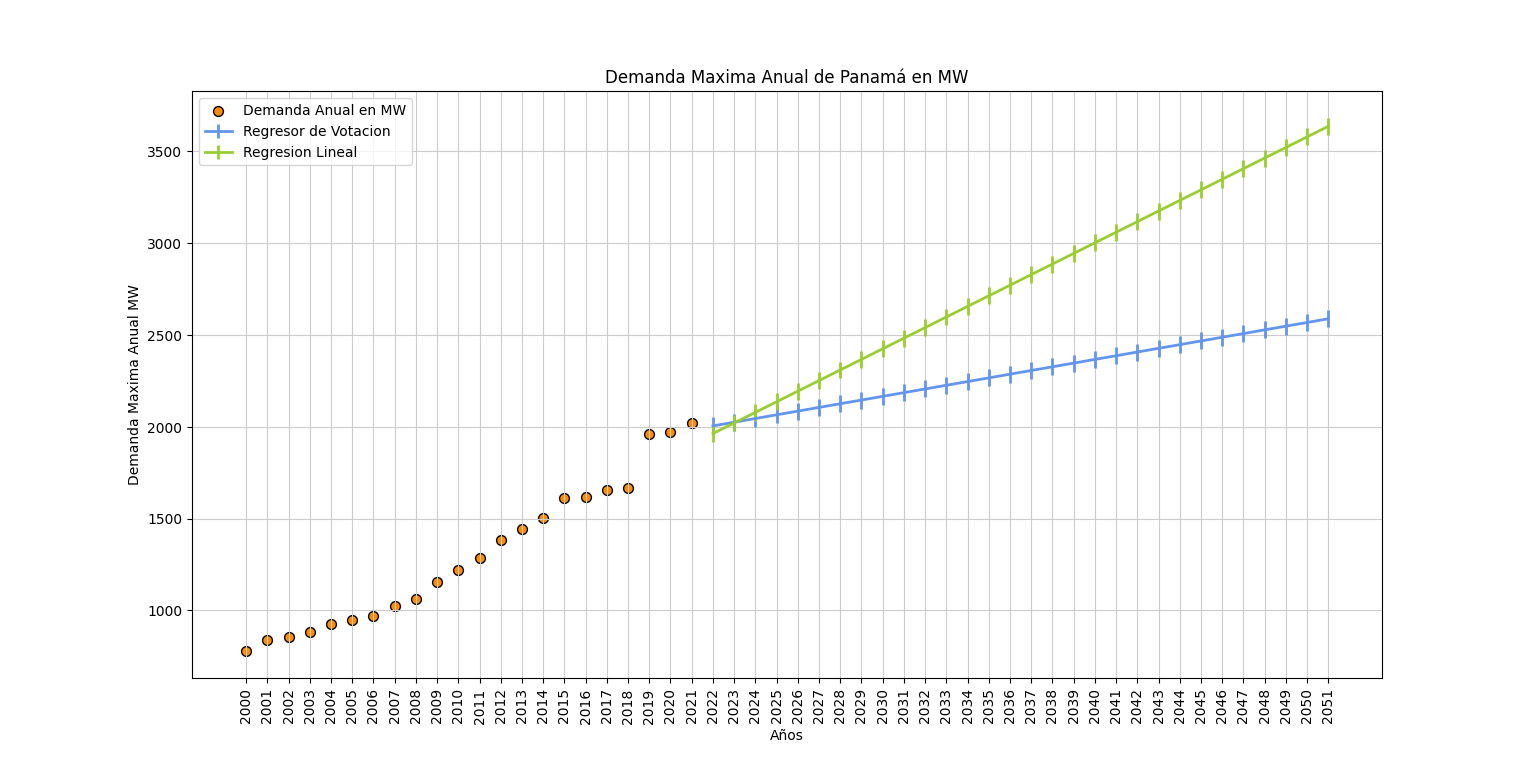 Demanda Maxima Anual de Panamá en MW
Demanda Anual en MW
Regresor de Votacion
Regresion Lineal
Demanda Maxima Anual MW
3500
3000
2500
2000
1500
1000
2000 2001 2002 2003 2004 2005 2006 2007 2008 2009 2010 2011 2012 2013 2014 2015 2016 2017 2018 2019 2020 2021 2022 2023 2024 2025 2026 2027 2028 2029 2030 2031 2032 2033 2034 2035 2036 2037 2038 2039 2040 2041 2042 2043 2044 2045 2046 2047 2048 2049 2050 2051
Años